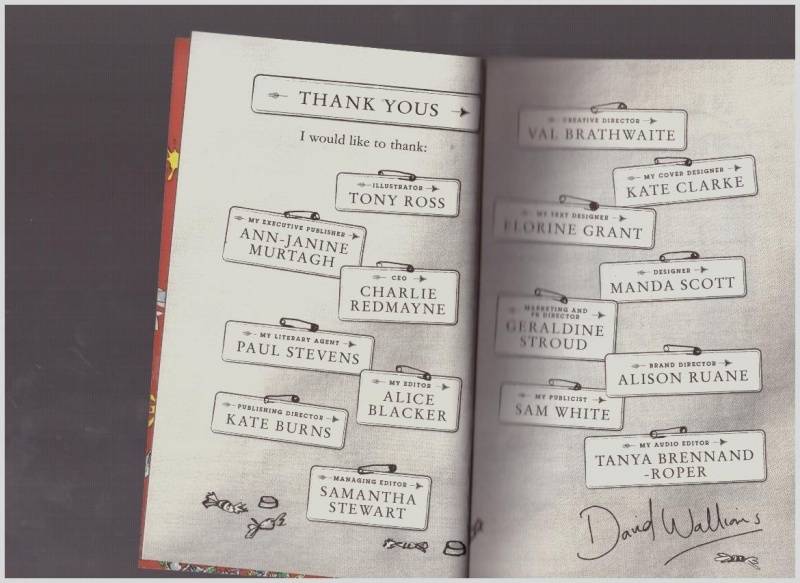 THANK YOUS
I would like to thank:
ILLUSTRATOR
TONY ROSS
MY EXECUTIVE PUBLISHER
ANN-JANINE
MURTAGH
CEO
CHARLIE
REDMAYNE
MY LITERARY AGENT
PAUL STEVENS
MY EDITOR
ALICE
BLACKER
PUBLISHING DIRECTOR
KATE BURNS
MANAGING EDITOR
SAMANTHA
STEWART
CREATIVE DIRECTOR
VAL BRATHWAITE
MY COVER DESIGNER
KATE CLARKE
MY TEXT DESIGNER
ELORINE GRANT
DESIGNER
MANDA SCOTT
MARKETING AND
PR DIRECTOR
GERALDINE
STROUD
BRAND DIRECTOR
ALISON RUANE
MY PUBLICIST
SAM WHITE
MY AUDIO EDITOR
TANYA BRENNAND
-ROPER
David Walliams